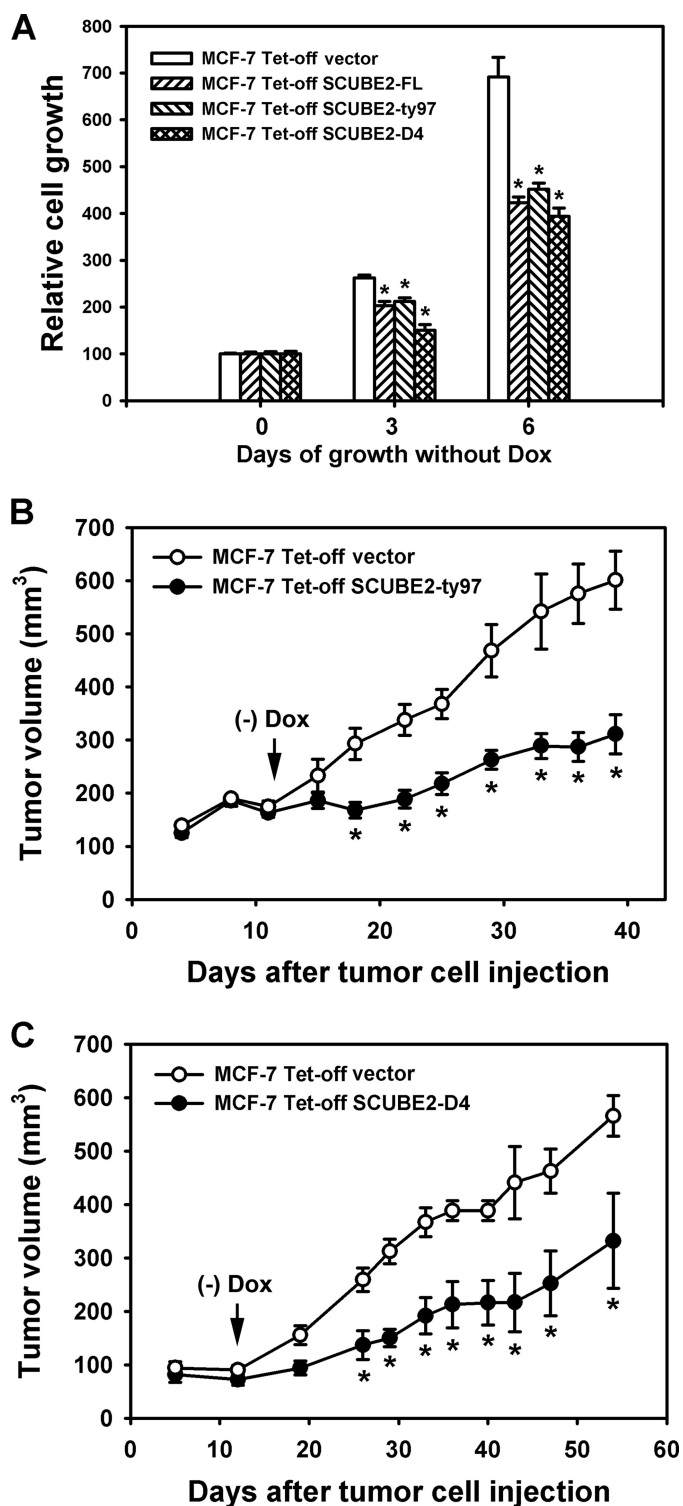 A
800
700
600
500
400
300
200
100
0
Relative cell growth
MCF-7 Tet-off vector
MCF-7 Tet-off SCUBE2-FL
MCF-7 Tet-off SCUBE2-ty97
MCF-7 Tet-off SCUBE2-D4
* * *
* * *
0 3 6
Days of growth without Dox
B
700
600
500
400
300
200
100
0
Tumor volume (mm³)
MCF-7 Tet-off vector
MCF-7 Tet-off SCUBE2-ty97
(-) Dox
* * * * * * *
0 10 20 30 40
Days after tumor cell injection
C
700
600
500
400
300
200
100
0
Tumor volume (mm³)
MCF-7 Tet-off vector
MCF-7 Tet-off SCUBE2-D4
(-) Dox
* * * * * * * *
0 10 20 30 40 50 60
Days after tumor cell injection